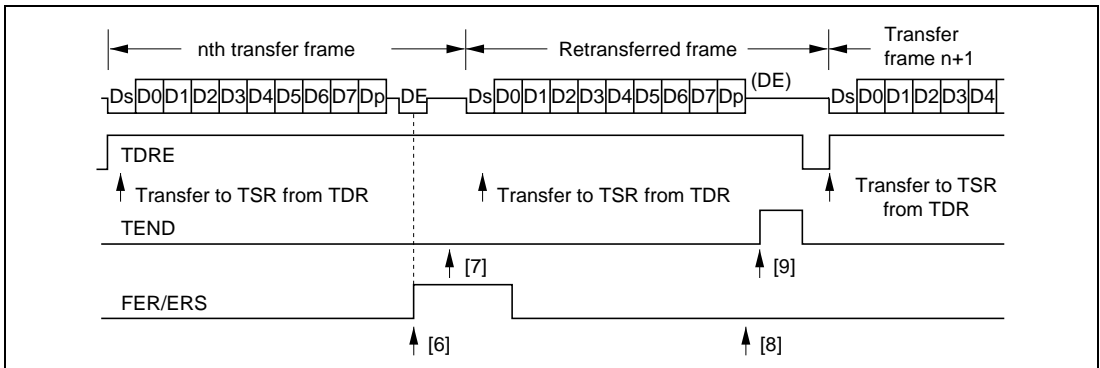 nth transfer frame
Retransferred frame
Transfer
frame n+1
Ds D0 D1 D2 D3 D4 D5 D6 D7 Dp DE
Ds D0 D1 D2 D3 D4 D5 D6 D7 Dp
(DE)
Ds D0 D1 D2 D3 D4
TDRE
Transfer to TSR from TDR
Transfer to TSR from TDR
Transfer to TSR
from TDR
TEND
[7]
[9]
FER/ERS
[6]
[8]